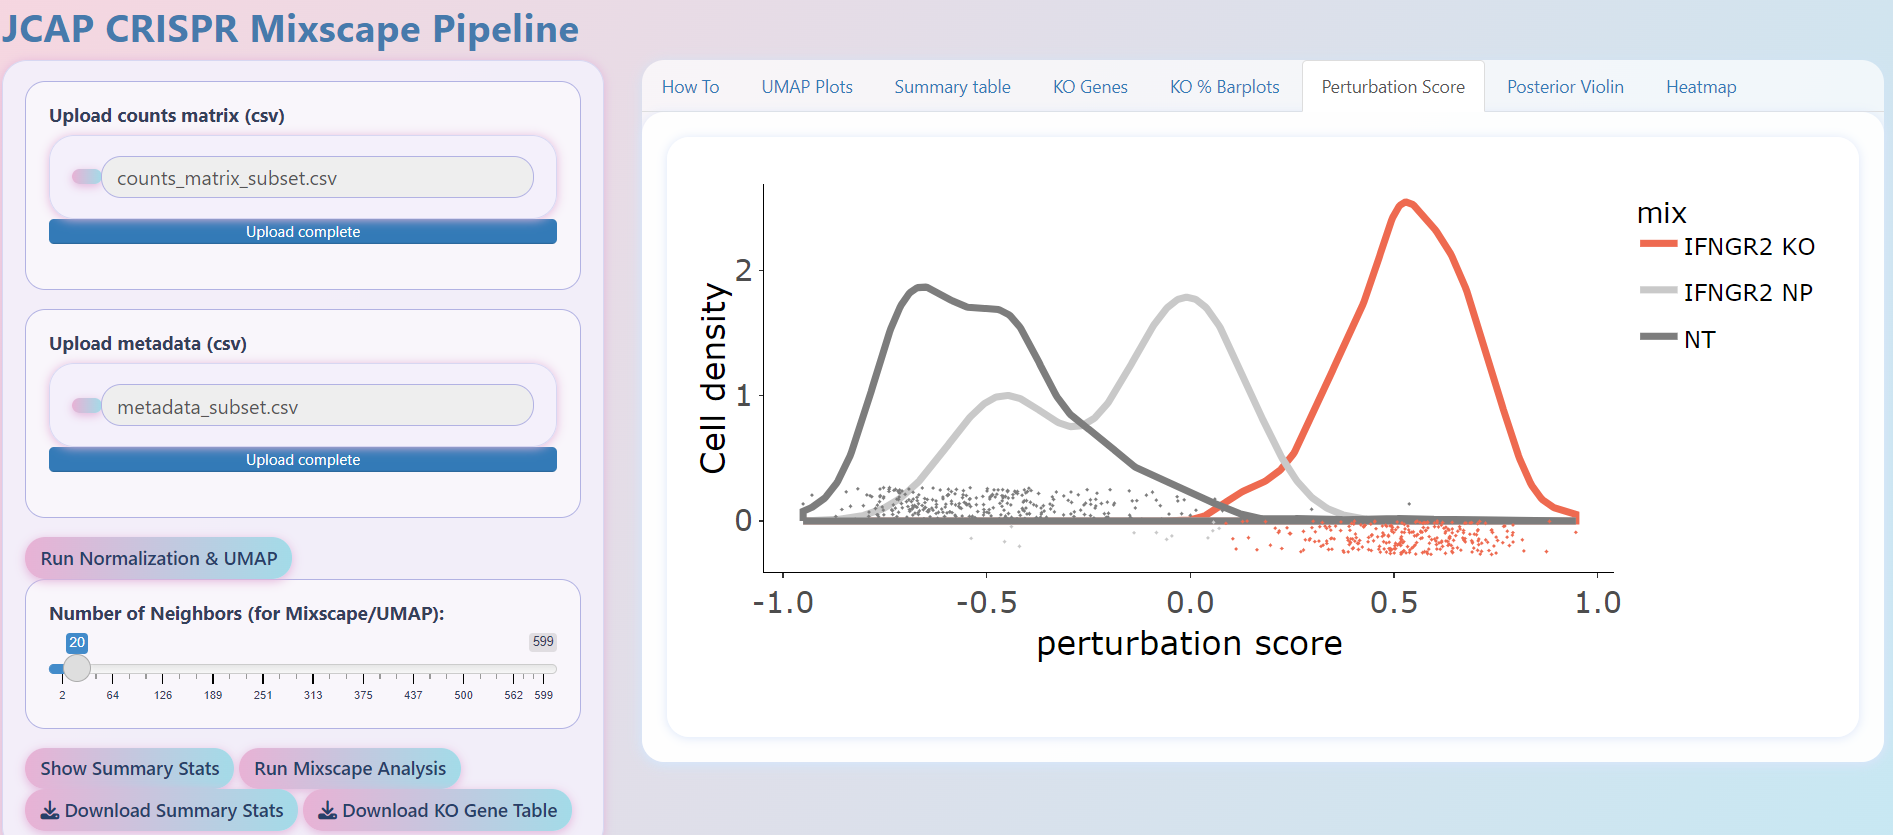 JCAP CRISPR Mixscape Pipeline
Upload counts matrix (csv)
counts_matrix_subset.csv
Upload complete
Upload metadata (csv)
metadata_subset.csv
Upload complete
Run Normalization & UMAP
Number of Neighbors (for Mixscape/UMAP):
20 599
2 64 126 189 251 313 375 437 500 562 599
Show Summary Stats Run Mixscape Analysis
Download Summary Stats Download KO Gene Table
How To UMAP Plots Summary table KO Genes KO % Barplots Perturbation Score Posterior Violin Heatmap
Cell density
2
1
0
-1.0 -0.5 0.0 0.5 1.0
perturbation score
mix
IFNGR2 KO
IFNGR2 NP
NT